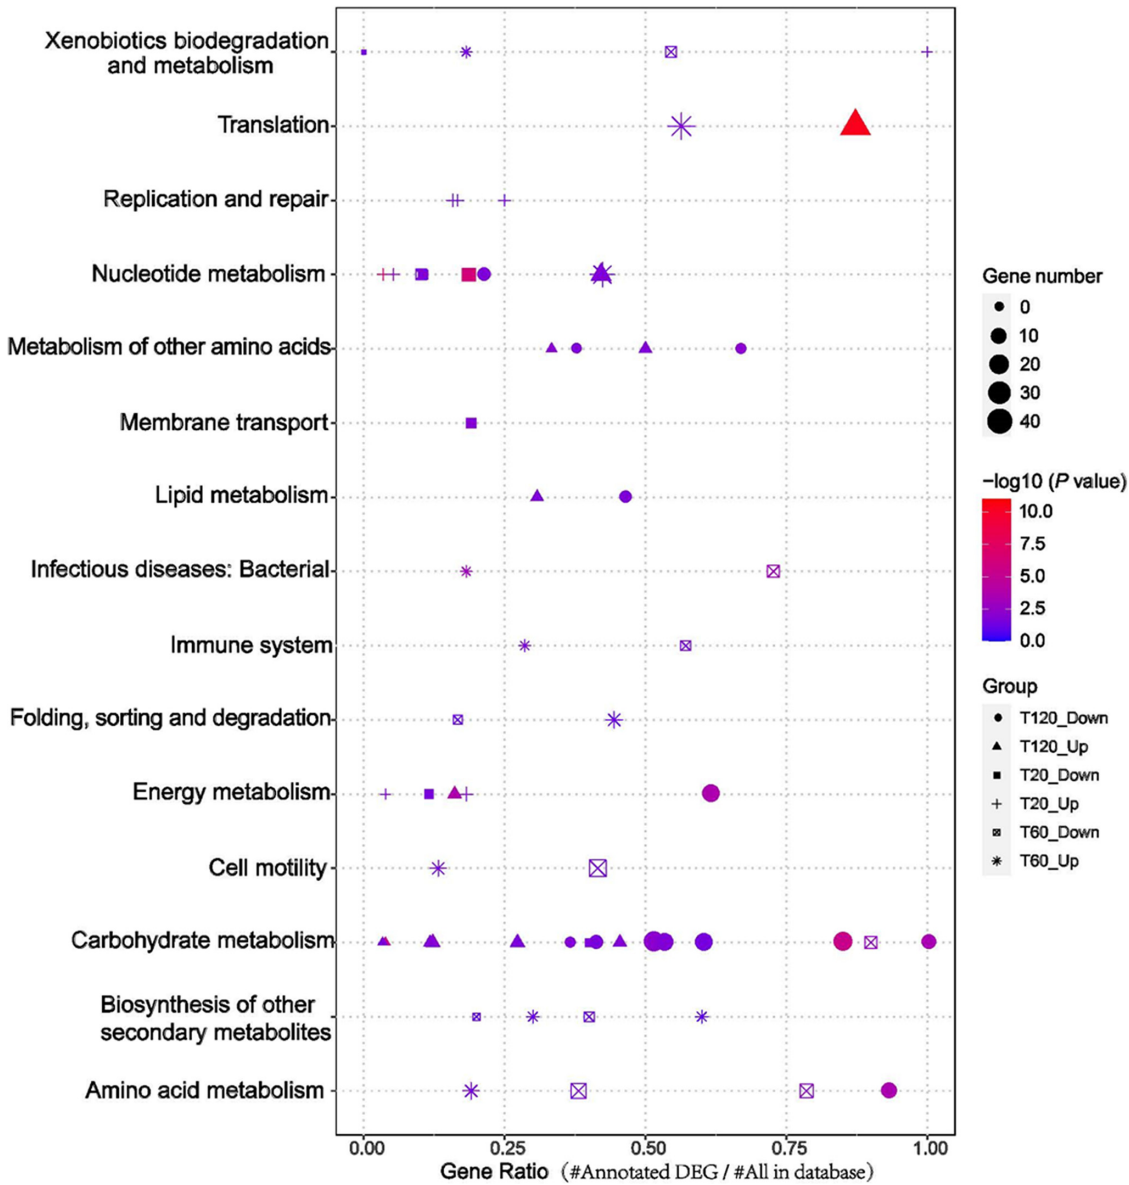 Xenobiotics biodegradation
and metabolism
Translation
Replication and repair
Nucleotide metabolism
Metabolism of other amino acids
Membrane transport
Lipid metabolism
Infectious diseases: Bacterial
Immune system
Folding, sorting and degradation
Energy metabolism
Cell motility
Carbohydrate metabolism
Biosynthesis of other
secondary metabolites
Amino acid metabolism
0.00 0.25 0.50 0.75 1.00
Gene Ratio (#Annotated DEG / #All in database)
Gene number
0
10
20
30
40
−log10 (P value)
10.0
7.5
5.0
2.5
0.0
Group
T120_Down
T120_Up
T20_Down
T20_Up
T60_Down
T60_Up